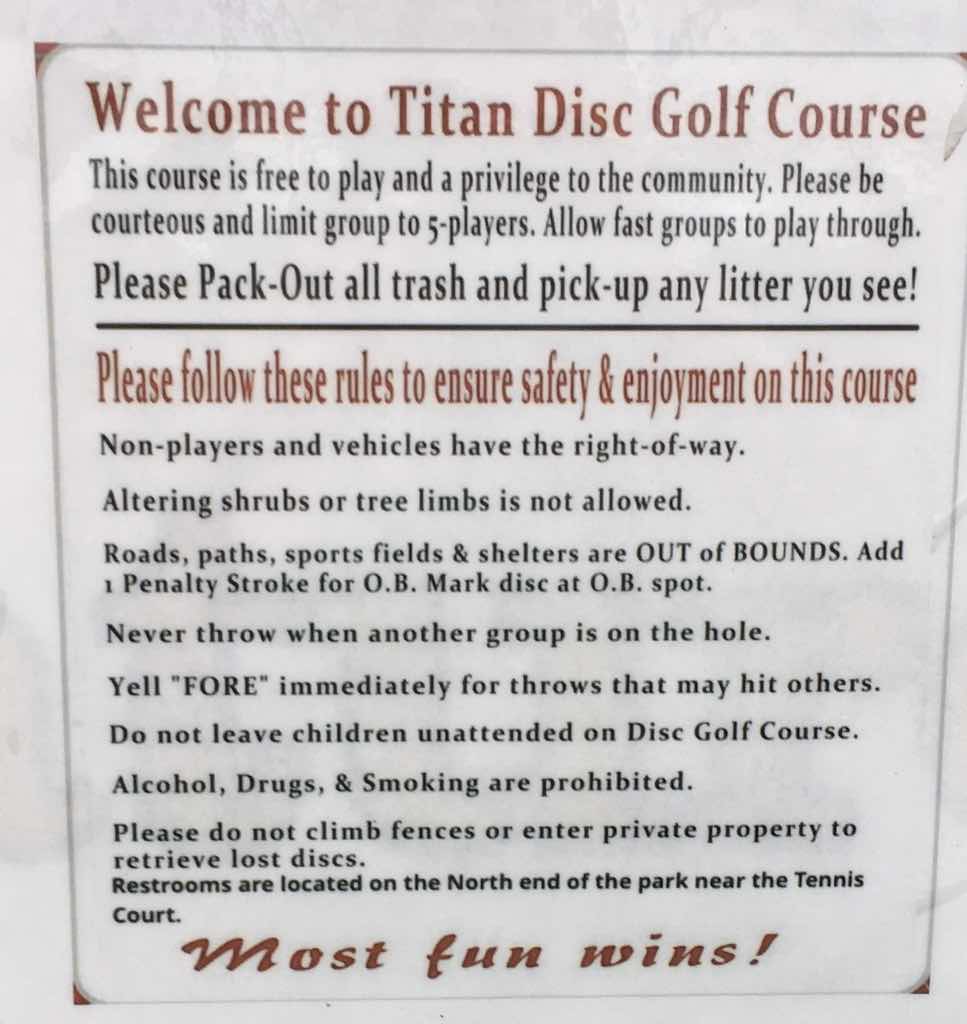 Welcome to Titan Disc Golf Course
This course is free to play and a privilege to the community. Please be
courteous and limit group to 5-players. Allow fast groups to play through.
Please Pack-Out all trash and pick-up any litter you see!
Please follow these rules to ensure safety & enjoyment on this course
Non-players and vehicles have the right-of-way.
Altering shrubs or tree limbs is not allowed.
Roads, paths, sports fields & shelters are OUT of BOUNDS. Add
1 Penalty Stroke for O.B. Mark disc at O.B. spot.
Never throw when another group is on the hole.
Yell "FORE" immediately for throws that may hit others.
Do not leave children unattended on Disc Golf Course.
Alcohol, Drugs, & Smoking are prohibited.
Please do not climb fences or enter private property to
retrieve lost discs.
Restrooms are located on the North end of the park near the Tennis
Court.
Most fun wins!